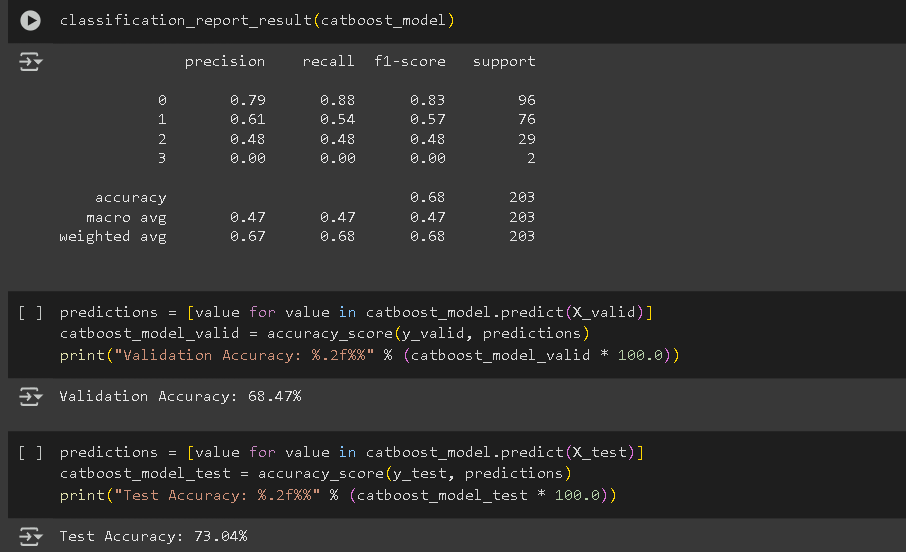 classification_report_result(catboost_model)
precision recall f1-score support
0 0.79 0.88 0.83 96
1 0.61 0.54 0.57 76
2 0.48 0.48 0.48 29
3 0.00 0.00 0.00 2
accuracy 0.68 203
macro avg 0.47 0.47 0.47 203
weighted avg 0.67 0.68 0.68 203
[ ] predictions = [value for value in catboost_model.predict(X_valid)]
catboost_model_valid = accuracy_score(y_valid, predictions)
print("Validation Accuracy: %.2f%%" % (catboost_model_valid * 100.0))
Validation Accuracy: 68.47%
[ ] predictions = [value for value in catboost_model.predict(X_test)]
catboost_model_test = accuracy_score(y_test, predictions)
print("Test Accuracy: %.2f%%" % (catboost_model_test * 100.0))
Test Accuracy: 73.04%